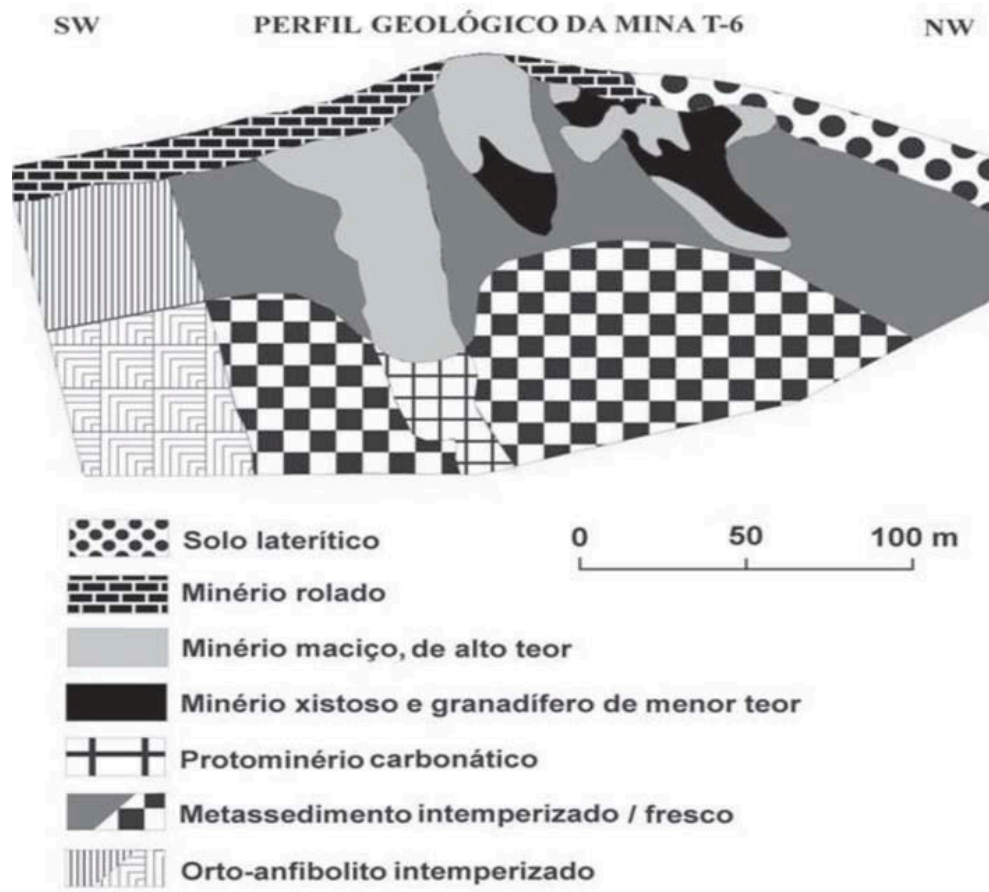 SW PERFIL GEOLÓGICO DA MINA T-6 NW
Solo laterítico
0 50 100 m
Minério rolado
Minério maciço, de alto teor
Minério xistoso e granadífero de menor teor
Protominério carbonático
Metassedimento intemperizado / fresco
Orto-anfibolito intemperizado